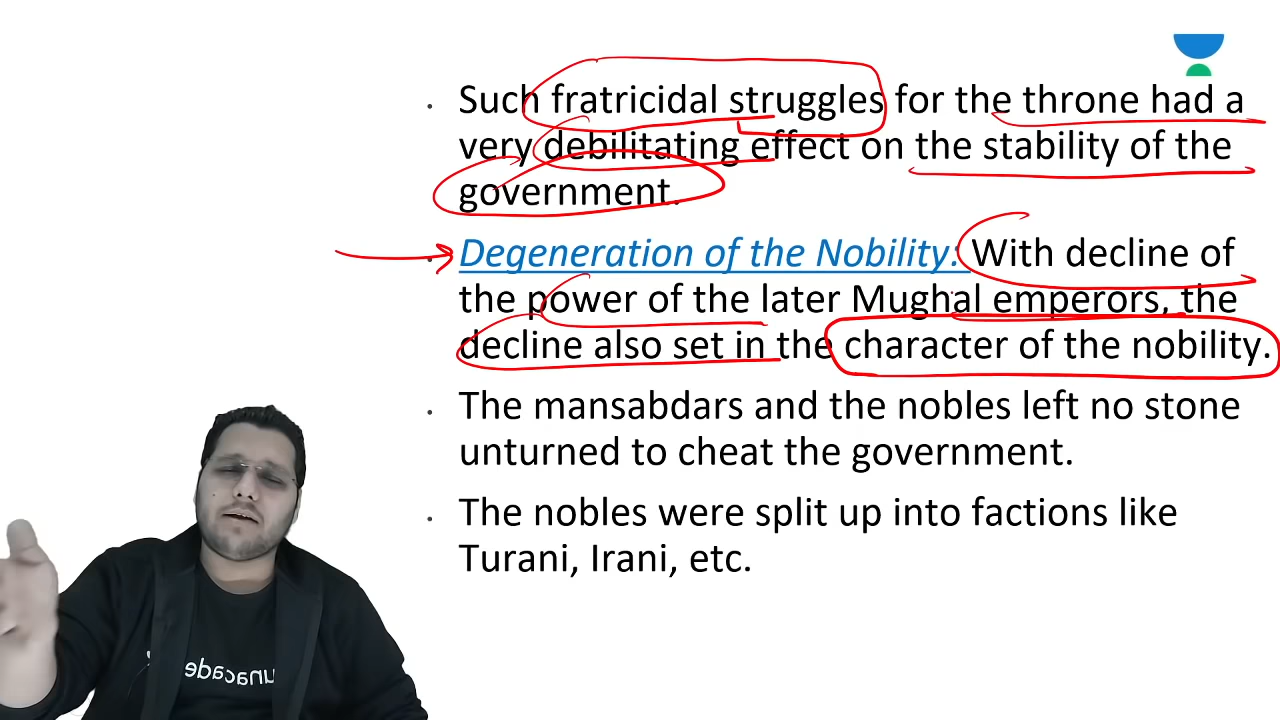 Such fratricidal struggles for the throne had a
very debilitating effect on the stability of the
government.
Degeneration of the Nobility: With decline of
the power of the later Mughal emperors, the
decline also set in the character of the nobility.
The mansabdars and the nobles left no stone
unturned to cheat the government.
The nobles were split up into factions like
Turani, Irani, etc.
unacade